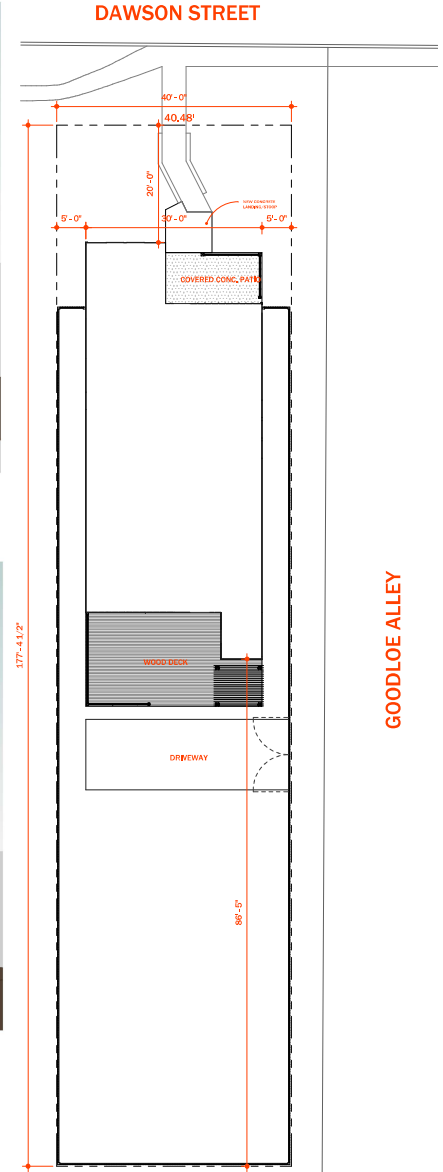 DAWSON STREET
40'-0"
40.48'
20'-0"
NEW CONCRETE
LANDING STRIP
5'-0"
30'-0"
5'-0"
COVERED CONC. PATIO
GOODLOE ALLEY
177'-4 1/2"
WOOD DECK
DRIVEWAY
86'-5"